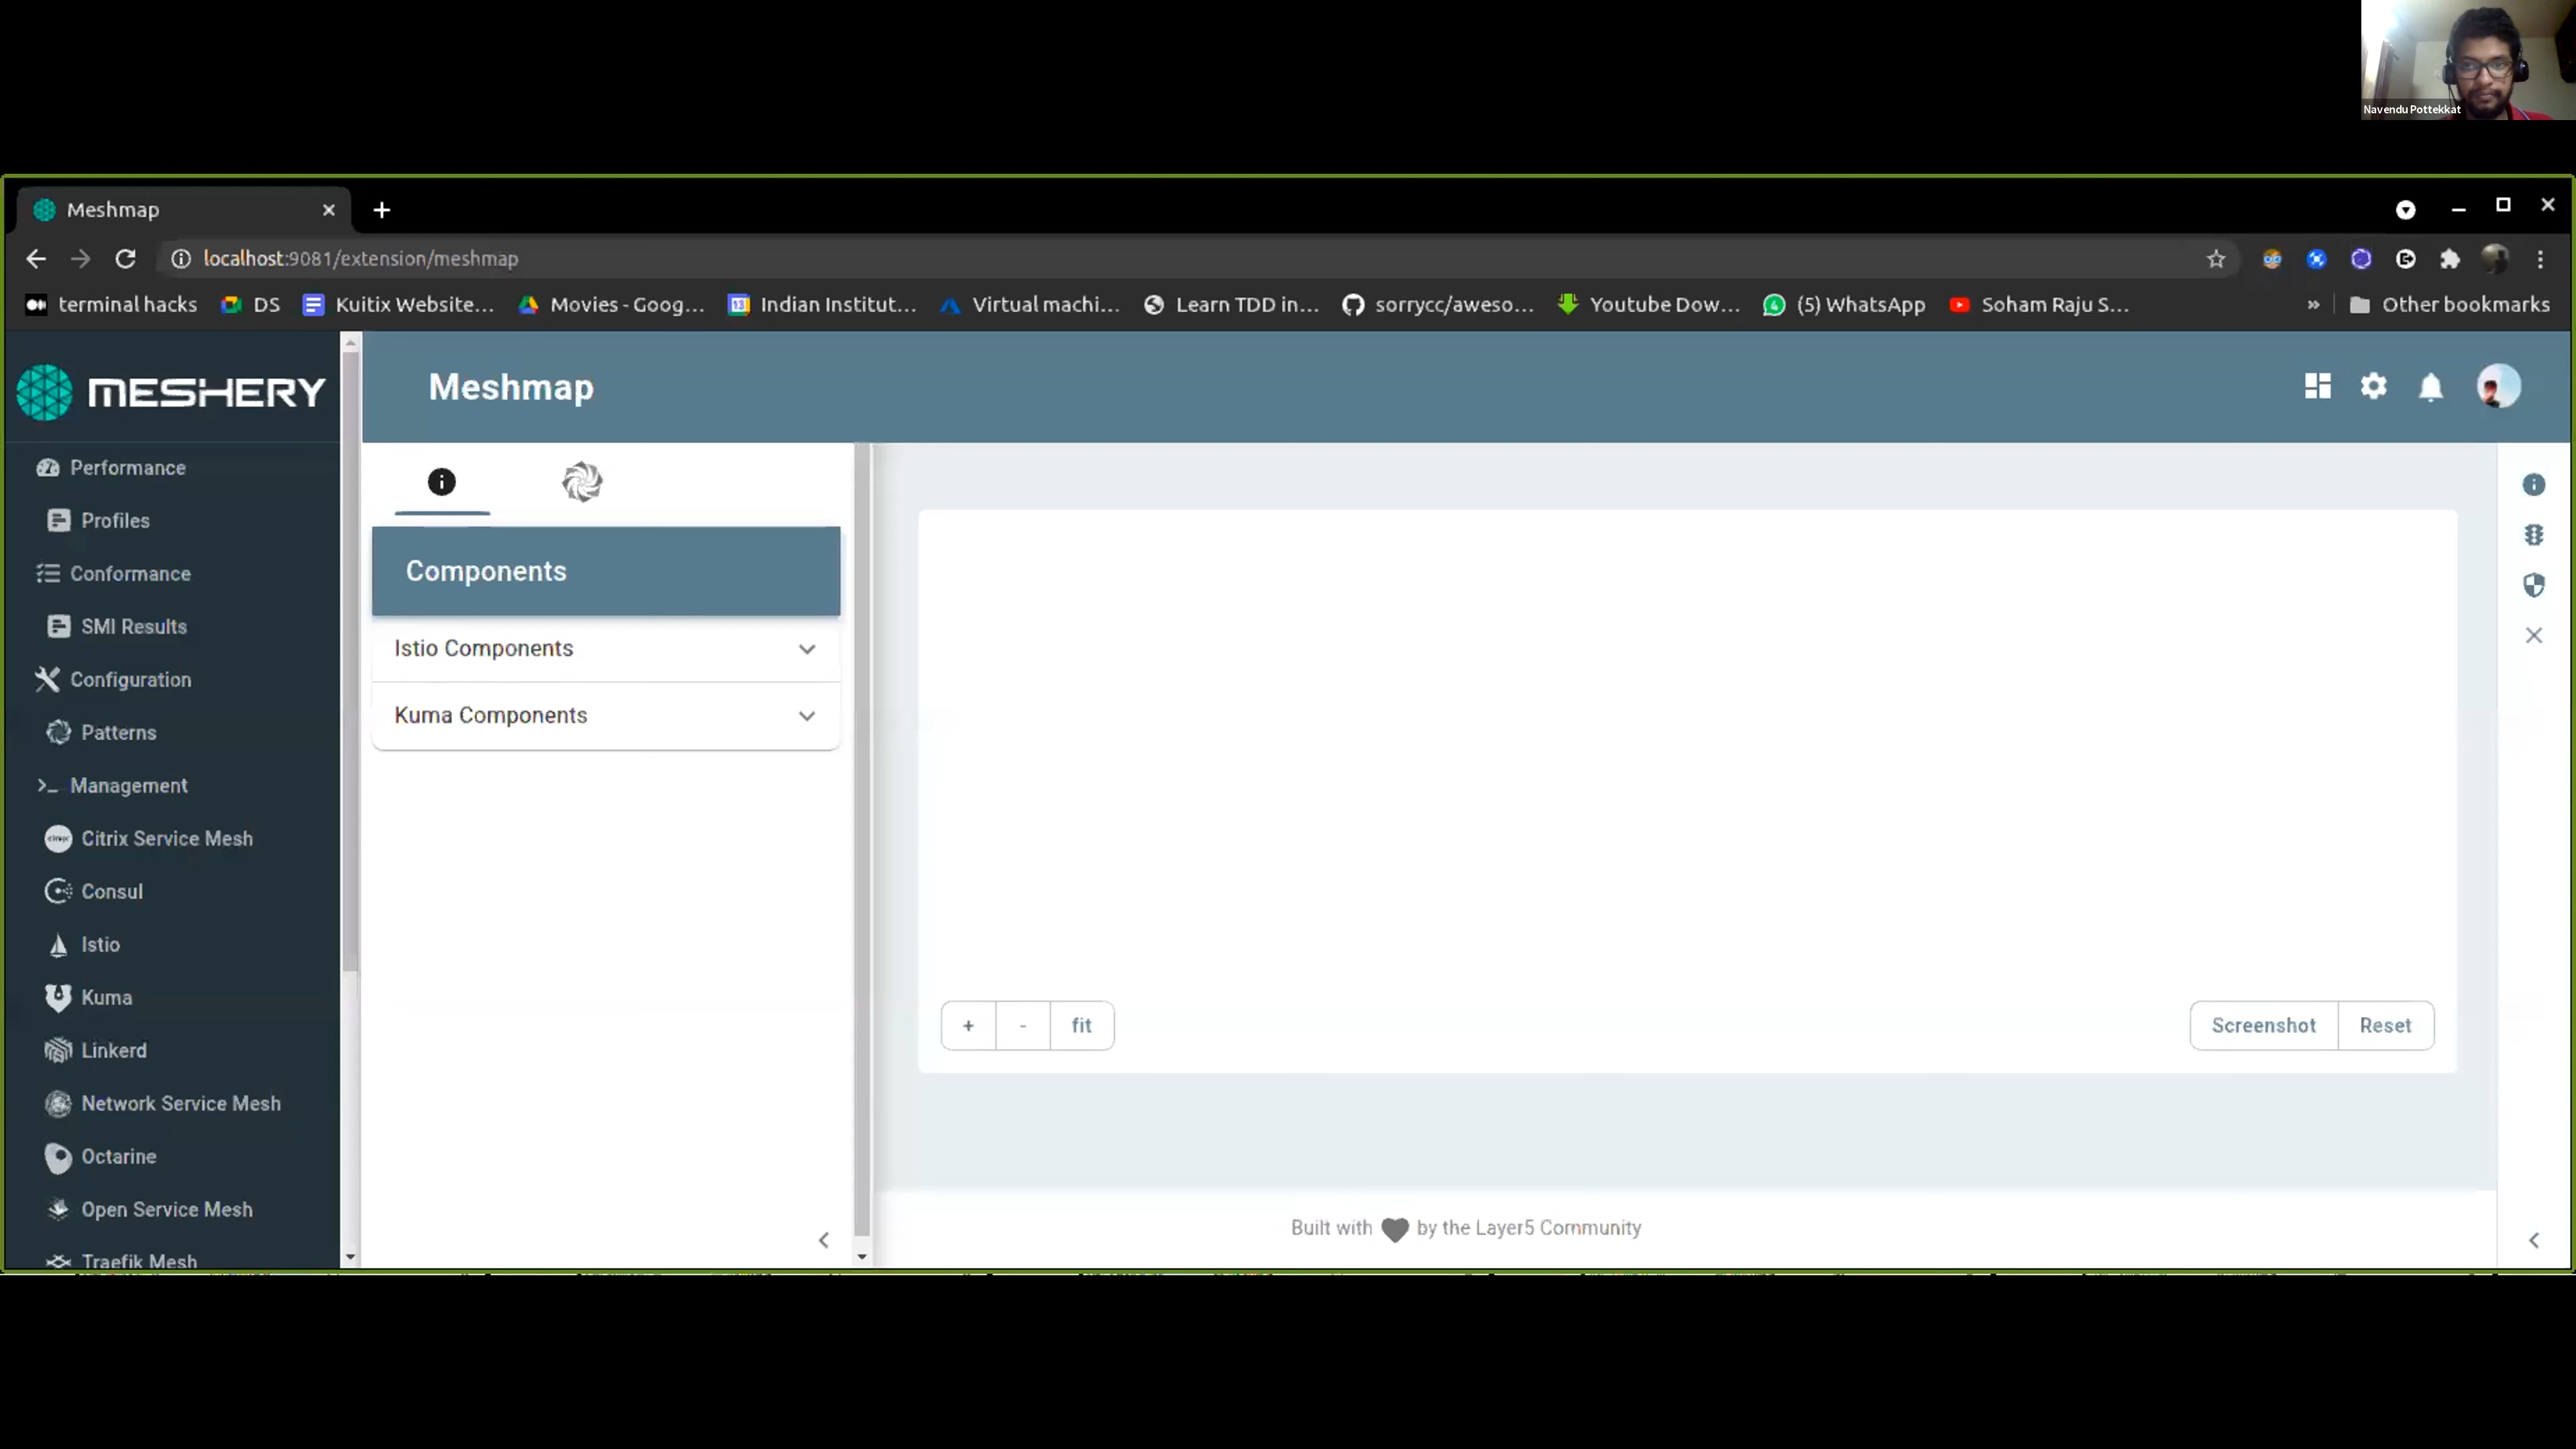 Navendu Pottekkat
Meshmap
localhost:9081/extension/meshmap
terminal hacks
DS
Kuitix Website...
Movies - Goog...
Indian Institut...
Virtual machi...
Learn TDD in...
sorrycc/aweso...
Youtube Dow...
(5) WhatsApp
Soham Raju S...
»
Other bookmarks
MESHERY
Meshmap
Performance
Profiles
Conformance
SMI Results
Configuration
Patterns
Management
Citrix Service Mesh
Consul
Istio
Kuma
Linkerd
Network Service Mesh
Octarine
Open Service Mesh
Traefik Mesh
Components
Istio Components
Kuma Components
+ - fit
Screenshot Reset
Built with by the Layer5 Community